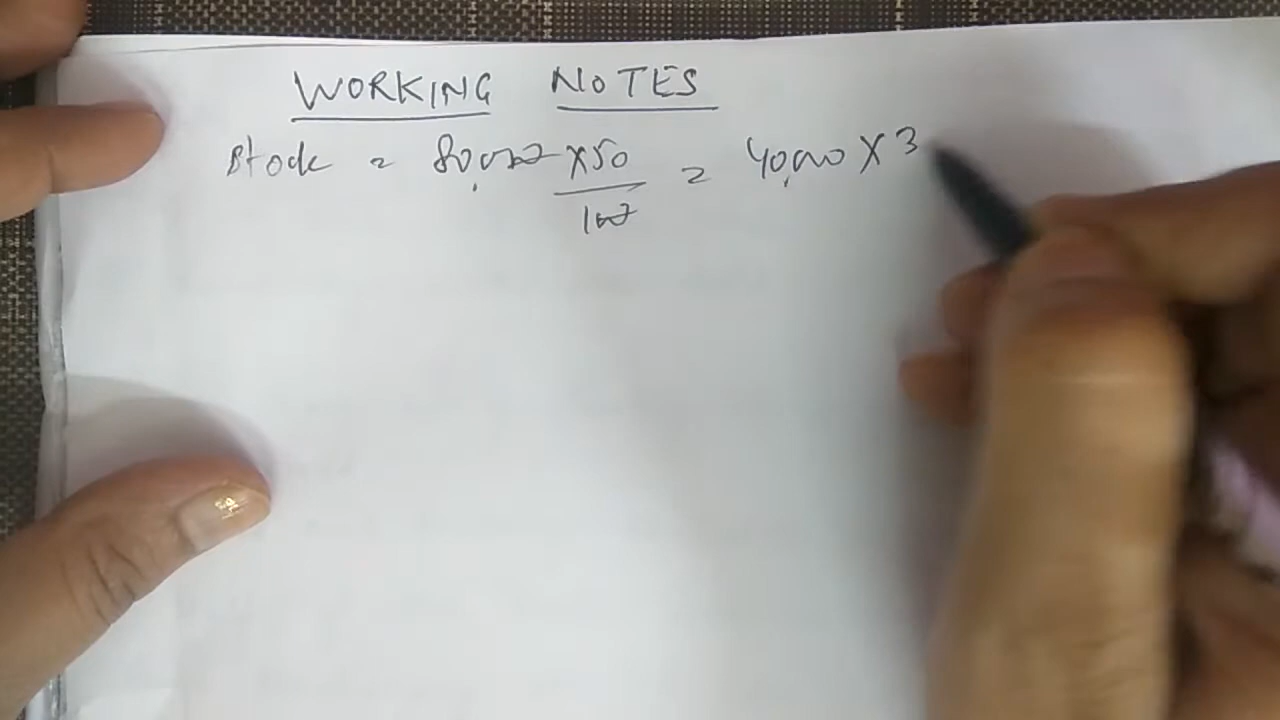 WORKING NOTES
Stock = 80,000 x 50 / 100 = 40,000 x 3